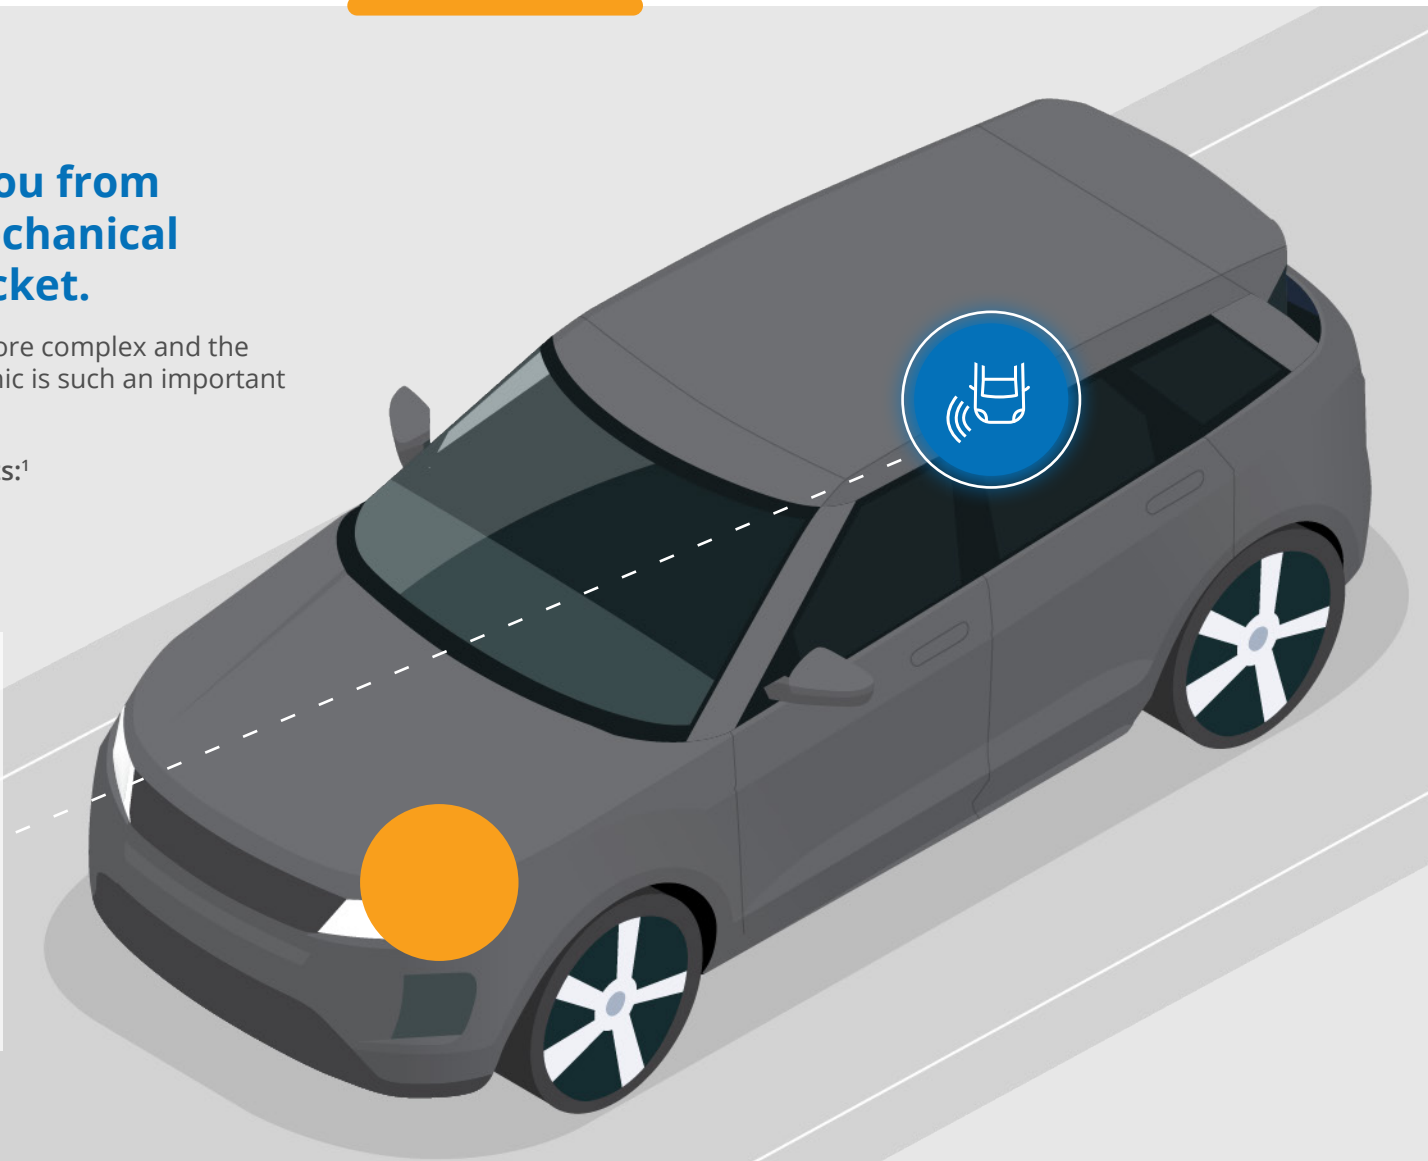 ou from
chanical
cket.
ore complex and the
nic is such an important
s:¹